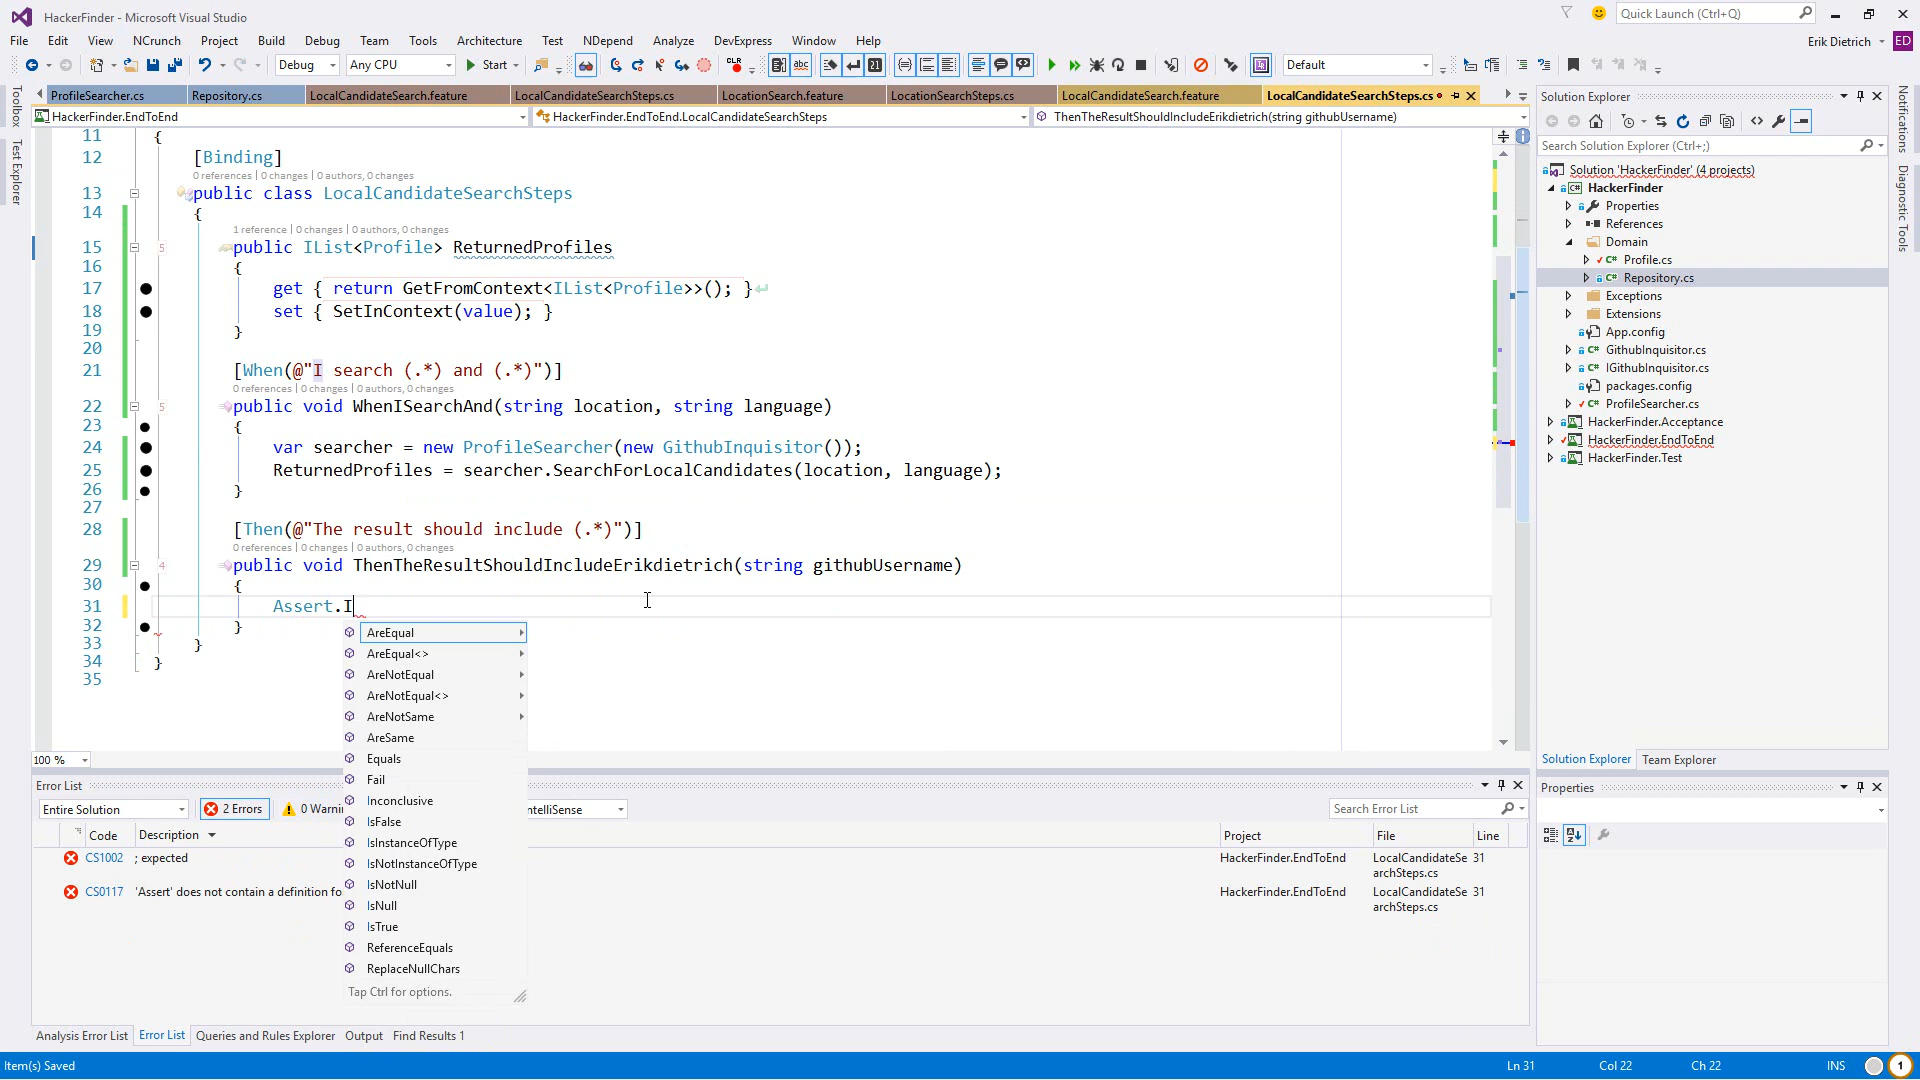 HackerFinder - Microsoft Visual Studio
Quick Launch (Ctrl+Q)
File Edit View NCrunch Project Build Debug Team Tools Architecture Test NDepend Analyze DevExpress Window Help
Erik Dietrich ED
Debug Any CPU Start CLR abc 21 Default
Toolbox
Test Explorer
Notifications
Diagnostic Tools
ProfileSearcher.cs Repository.cs LocalCandidateSearch.feature LocalCandidateSearchSteps.cs LocationSearch.feature LocationSearchSteps.cs LocalCandidateSearch.feature LocalCandidateSearchSteps.cs
HackerFinder.EndToEnd HackerFinder.EndToEnd.LocalCandidateSearchSteps ThenTheResultShouldIncludeErikdietrich(string githubUsername)
11 {
12 [Binding]
0 references | 0 changes | 0 authors, 0 changes
13 public class LocalCandidateSearchSteps
14 {
1 reference | 0 changes | 0 authors, 0 changes
15 5 public IList<Profile> ReturnedProfiles
16 {
17 get { return GetFromContext<IList<Profile>>(); }
18 set { SetInContext(value); }
19 }
20
21 [When(@"I search (.*) and (.*)")]
0 references | 0 changes | 0 authors, 0 changes
22 5 public void WhenISearchAnd(string location, string language)
23 {
24 var searcher = new ProfileSearcher(new GithubInquisitor());
25 ReturnedProfiles = searcher.SearchForLocalCandidates(location, language);
26 }
27
28 [Then(@"The result should include (.*)")]
0 references | 0 changes | 0 authors, 0 changes
29 4 public void ThenTheResultShouldIncludeErikdietrich(string githubUsername)
30 {
31 Assert.I
32 }
33 }
34 }
35
AreEqual
AreEqual<>
AreNotEqual
AreNotEqual<>
AreNotSame
AreSame
Equals
Fail
Inconclusive
IsFalse
IsInstanceOfType
IsNotInstanceOfType
IsNotNull
IsNull
IsTrue
ReferenceEquals
ReplaceNullChars
Tap Ctrl for options.
100 %
Error List
Entire Solution 2 Errors 0 Warni ntelliSense Search Error List
Code Description Project File Line
CS1002 ; expected HackerFinder.EndToEnd LocalCandidateSe 31
archSteps.cs
CS0117 'Assert' does not contain a definition fo HackerFinder.EndToEnd LocalCandidateSe 31
archSteps.cs
Analysis Error List Error List Queries and Rules Explorer Output Find Results 1
Solution Explorer
Search Solution Explorer (Ctrl+;)
Solution 'HackerFinder' (4 projects)
HackerFinder
Properties
References
Domain
Profile.cs
Repository.cs
Exceptions
Extensions
App.config
GithubInquisitor.cs
IGithubInquisitor.cs
packages.config
ProfileSearcher.cs
HackerFinder.Acceptance
HackerFinder.EndToEnd
HackerFinder.Test
Solution Explorer Team Explorer
Properties
Item(s) Saved Ln 31 Col 22 Ch 22 INS 1